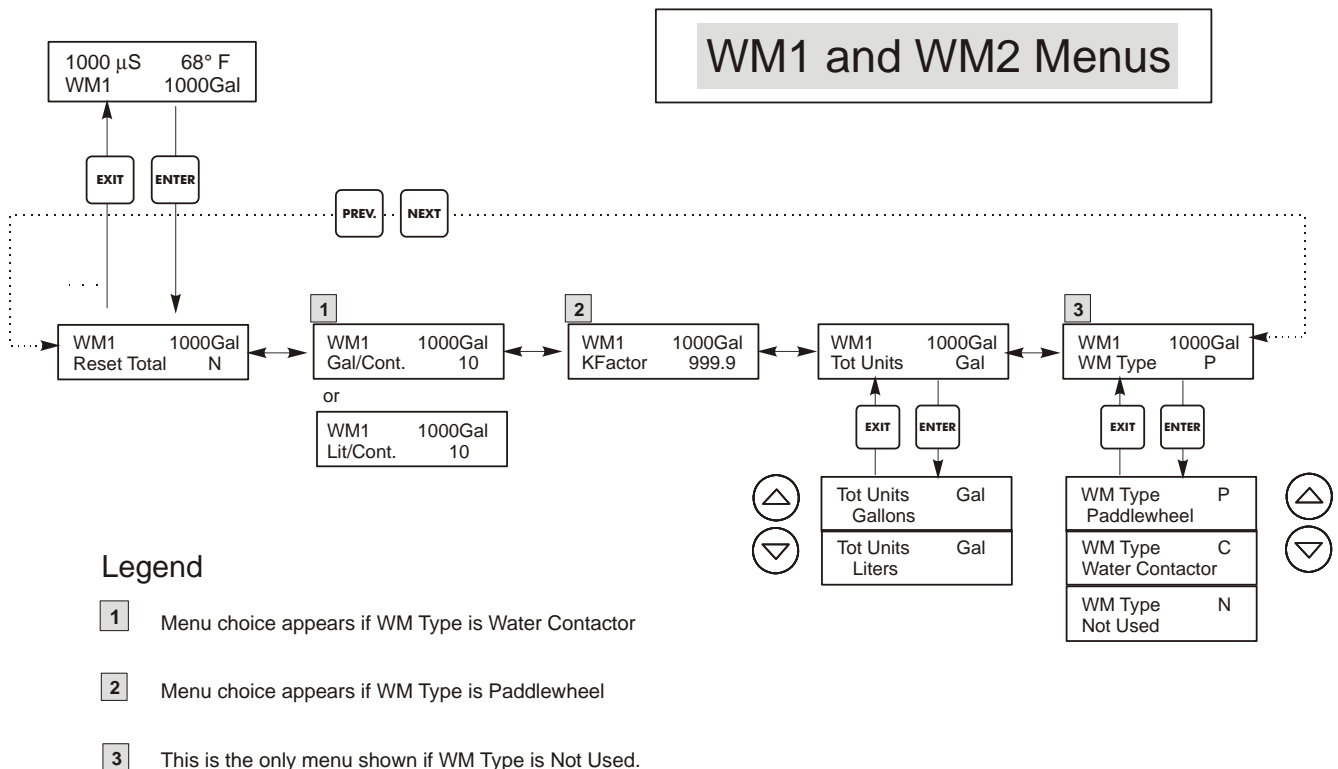 WM1 and WM2 Menus
1000 µS 68° F
WM1 1000Gal
EXIT
ENTER
PREV.
NEXT
WM1 1000Gal
Reset Total N
1
WM1 1000Gal
Gal/Cont. 10
or
WM1 1000Gal
Lit/Cont. 10
2
WM1 1000Gal
KFactor 999.9
WM1 1000Gal
Tot Units Gal
EXIT
ENTER
Tot Units Gal
Gallons
Tot Units Gal
Liters
3
WM1 1000Gal
WM Type P
EXIT
ENTER
WM Type P
Paddlewheel
WM Type C
Water Contactor
WM Type N
Not Used
Legend
1 Menu choice appears if WM Type is Water Contactor
2 Menu choice appears if WM Type is Paddlewheel
3 This is the only menu shown if WM Type is Not Used.